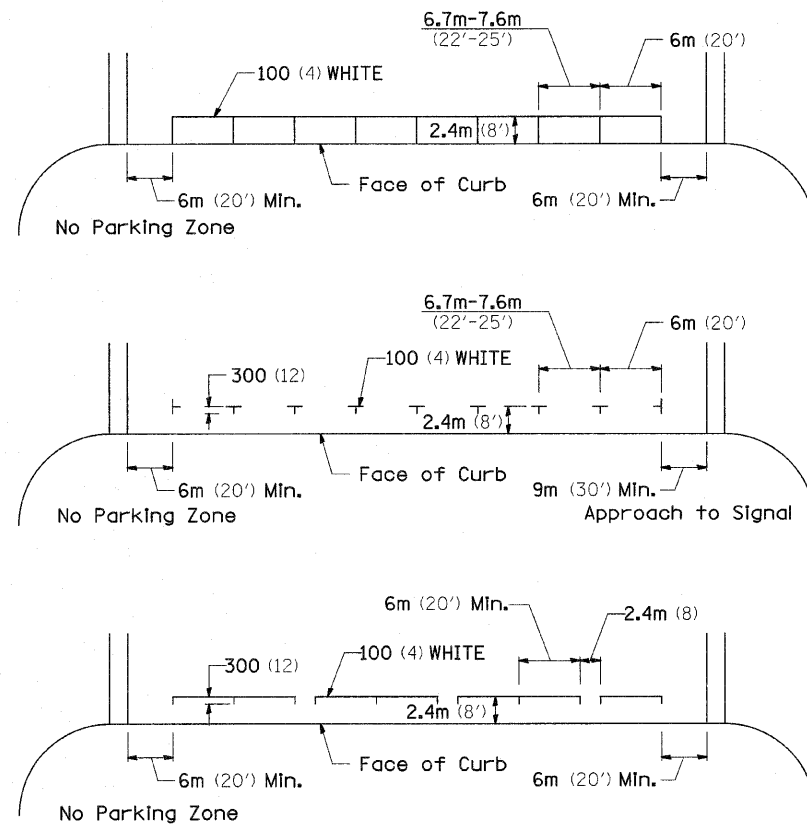 6.7m-7.6m
(22'-25')
6m (20')
100 (4) WHITE
2.4m (8')
Face of Curb
6m (20') Min.
6m (20') Min.
No Parking Zone
6.7m-7.6m
(22'-25')
6m (20')
100 (4) WHITE
300 (12)
2.4m (8')
Face of Curb
6m (20') Min.
9m (30') Min.
No Parking Zone
Approach to Signal
6m (20') Min.
2.4m (8)
300 (12)
100 (4) WHITE
2.4m (8')
Face of Curb
6m (20') Min.
6m (20') Min.
No Parking Zone